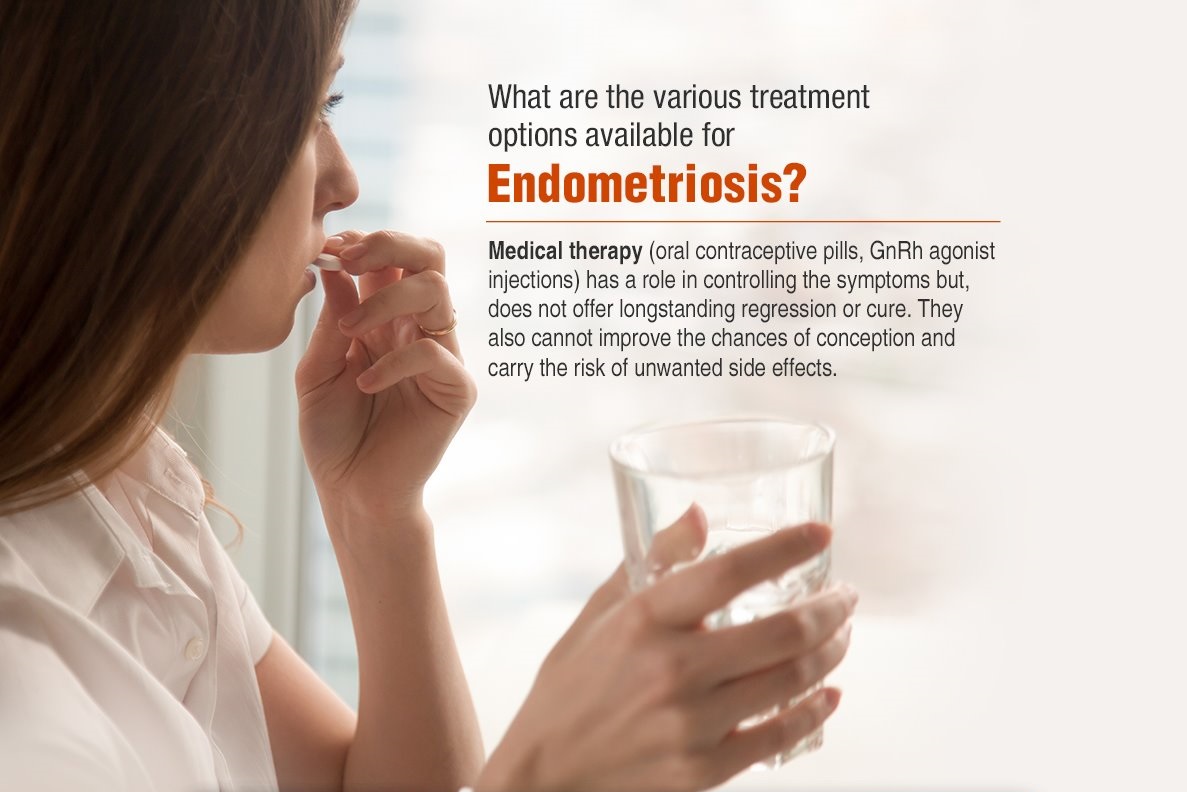 What are the various treatment
options available for
Endometriosis?
Medical therapy (oral contraceptive pills, GnRh agonist
injections) has a role in controlling the symptoms but,
does not offer longstanding regression or cure. They
also cannot improve the chances of conception and
carry the risk of unwanted side effects.